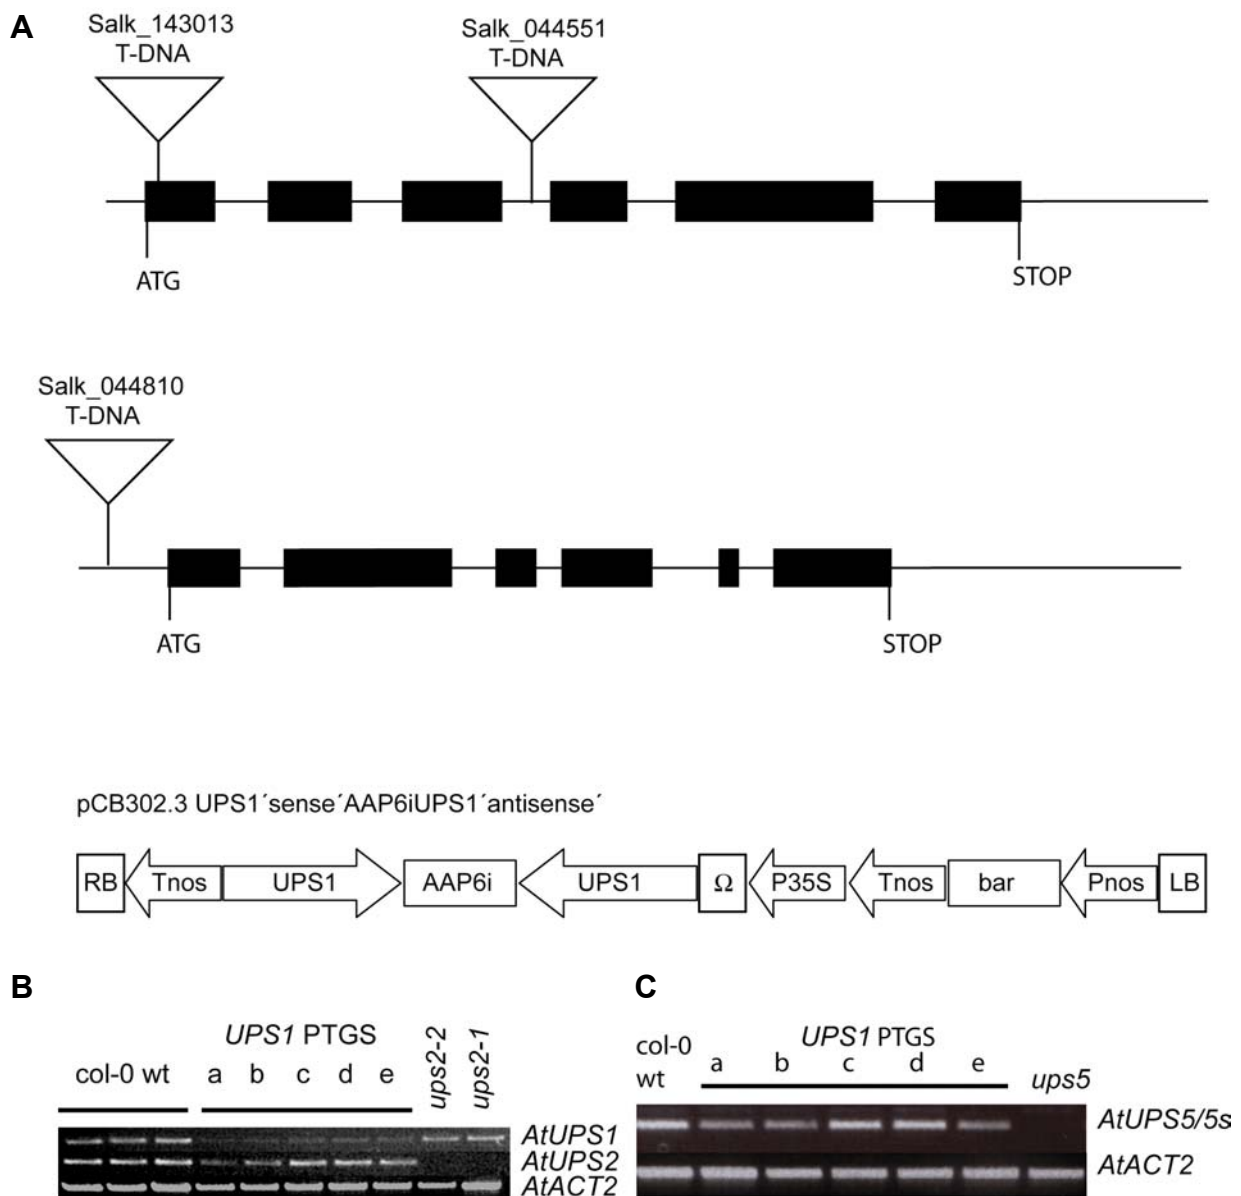 A
Salk_143013
T-DNA
Salk_044551
T-DNA
ATG
STOP
Salk_044810
T-DNA
ATG
STOP
pCB302.3 UPS1´sense´AAP6iUPS1´antisense´
RB Tnos UPS1 AAP6i UPS1 Ω P35S Tnos bar Pnos LB
B
UPS1 PTGS
col-0 wt a b c d e ups2-2 ups2-1
AtUPS1
AtUPS2
AtACT2
C
col-0
wt
UPS1 PTGS
a b c d e
ups5
AtUPS5/5s
AtACT2